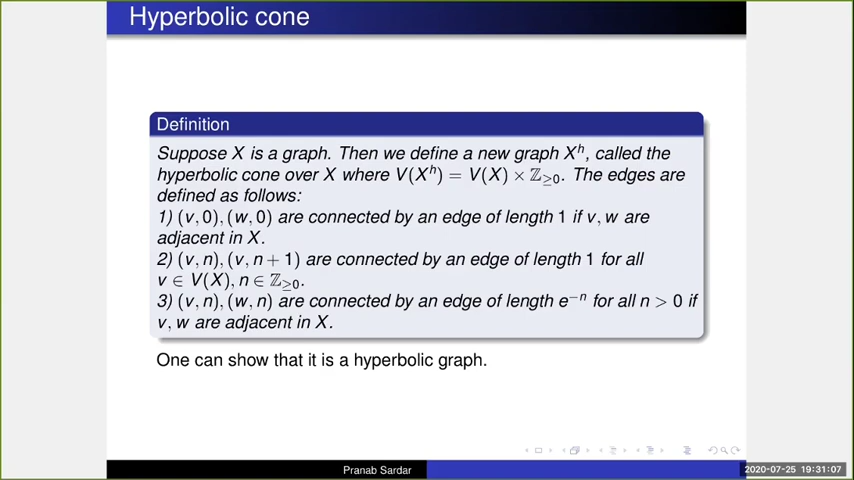 Hyperbolic cone
Definition
Suppose X is a graph. Then we define a new graph Xʰ, called the
hyperbolic cone over X where V(Xʰ) = V(X) × ℤ≥0. The edges are
defined as follows:
1) (v, 0), (w, 0) are connected by an edge of length 1 if v, w are
adjacent in X.
2) (v, n), (v, n + 1) are connected by an edge of length 1 for all
v ∈ V(X), n ∈ ℤ≥0.
3) (v, n), (w, n) are connected by an edge of length e⁻ⁿ for all n > 0 if
v, w are adjacent in X.
One can show that it is a hyperbolic graph.
Pranab Sardar
2020-07-25 19:31:07